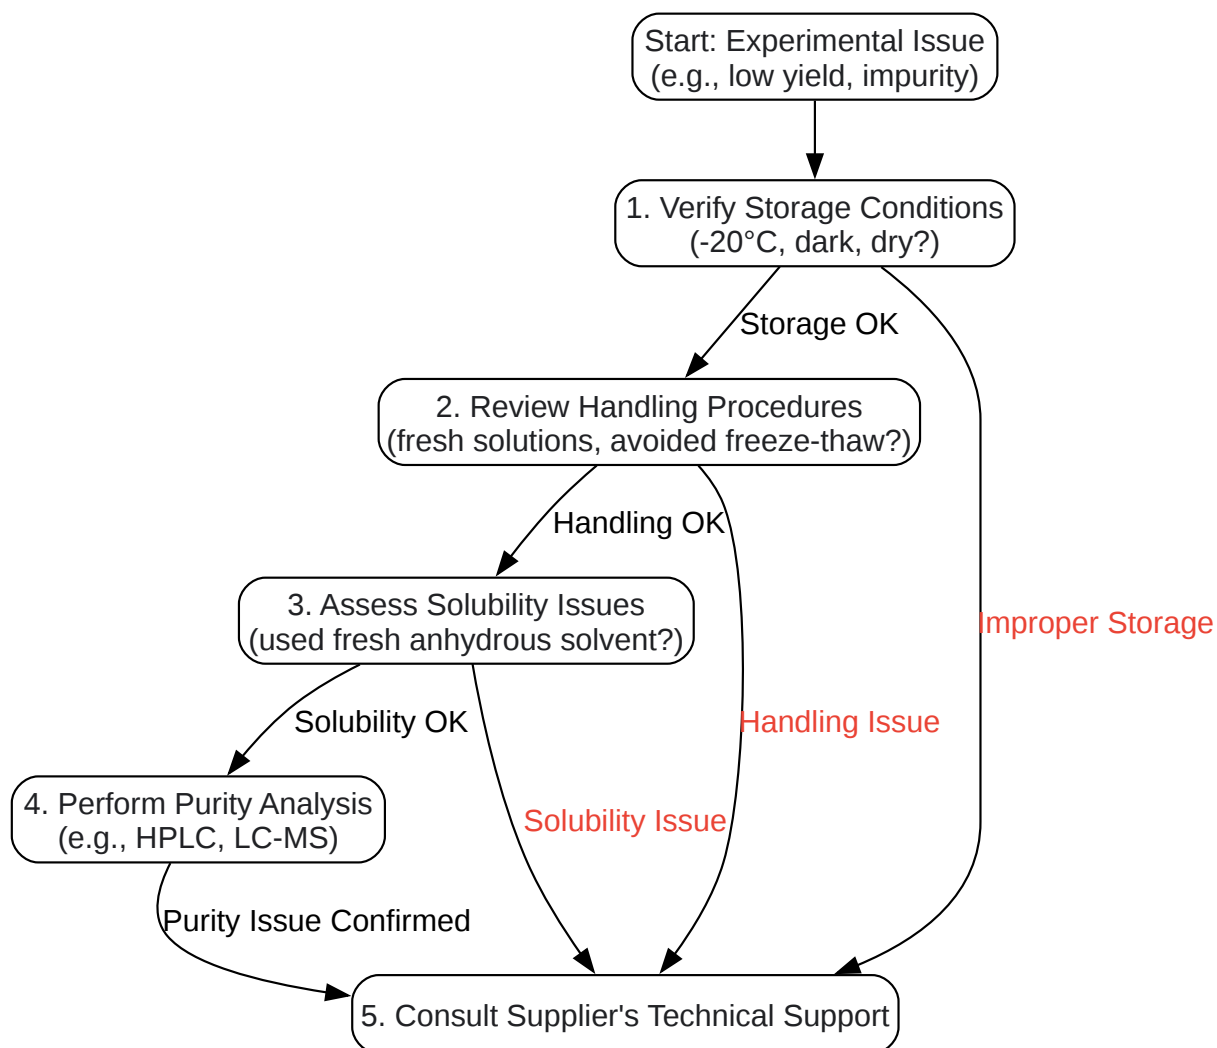 Start: Experimental Issue
(e.g., low yield, impurity)
1. Verify Storage Conditions
(-20°C, dark, dry?)
Storage OK
2. Review Handling Procedures
(fresh solutions, avoided freeze-thaw?)
Handling OK
3. Assess Solubility Issues
(used fresh anhydrous solvent?)
Improper Storage
Solubility OK
Handling Issue
4. Perform Purity Analysis
(e.g., HPLC, LC-MS)
Solubility Issue
Purity Issue Confirmed
5. Consult Supplier's Technical Support